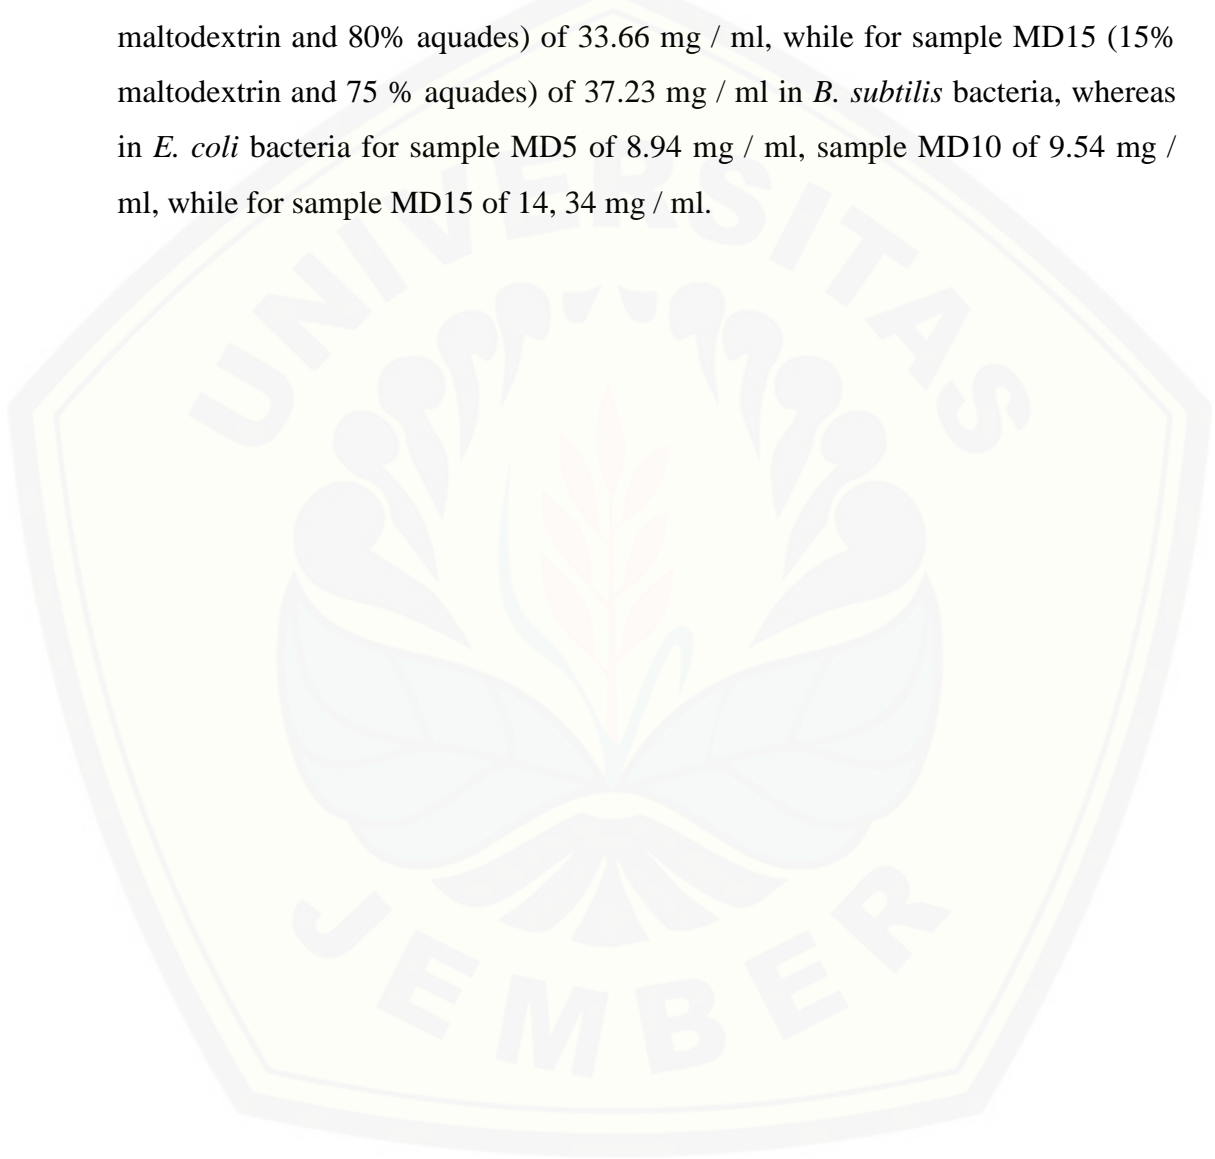 maltodextrin and 80% aquades) of 33.66 mg / ml, while for sample MD15 (15%
maltodextrin and 75 % aquades) of 37.23 mg / ml in B. subtilis bacteria, whereas
in E. coli bacteria for sample MD5 of 8.94 mg / ml, sample MD10 of 9.54 mg /
ml, while for sample MD15 of 14, 34 mg / ml.
UNIVERSITAS
JEMBER